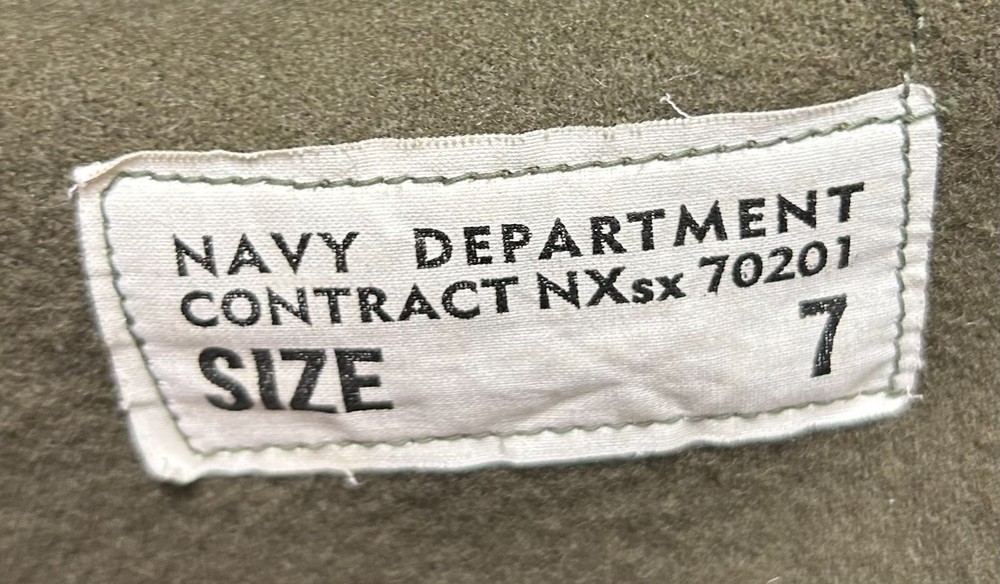 NAVY DEPARTMENT
CONTRACT NXsx 70201
SIZE 7